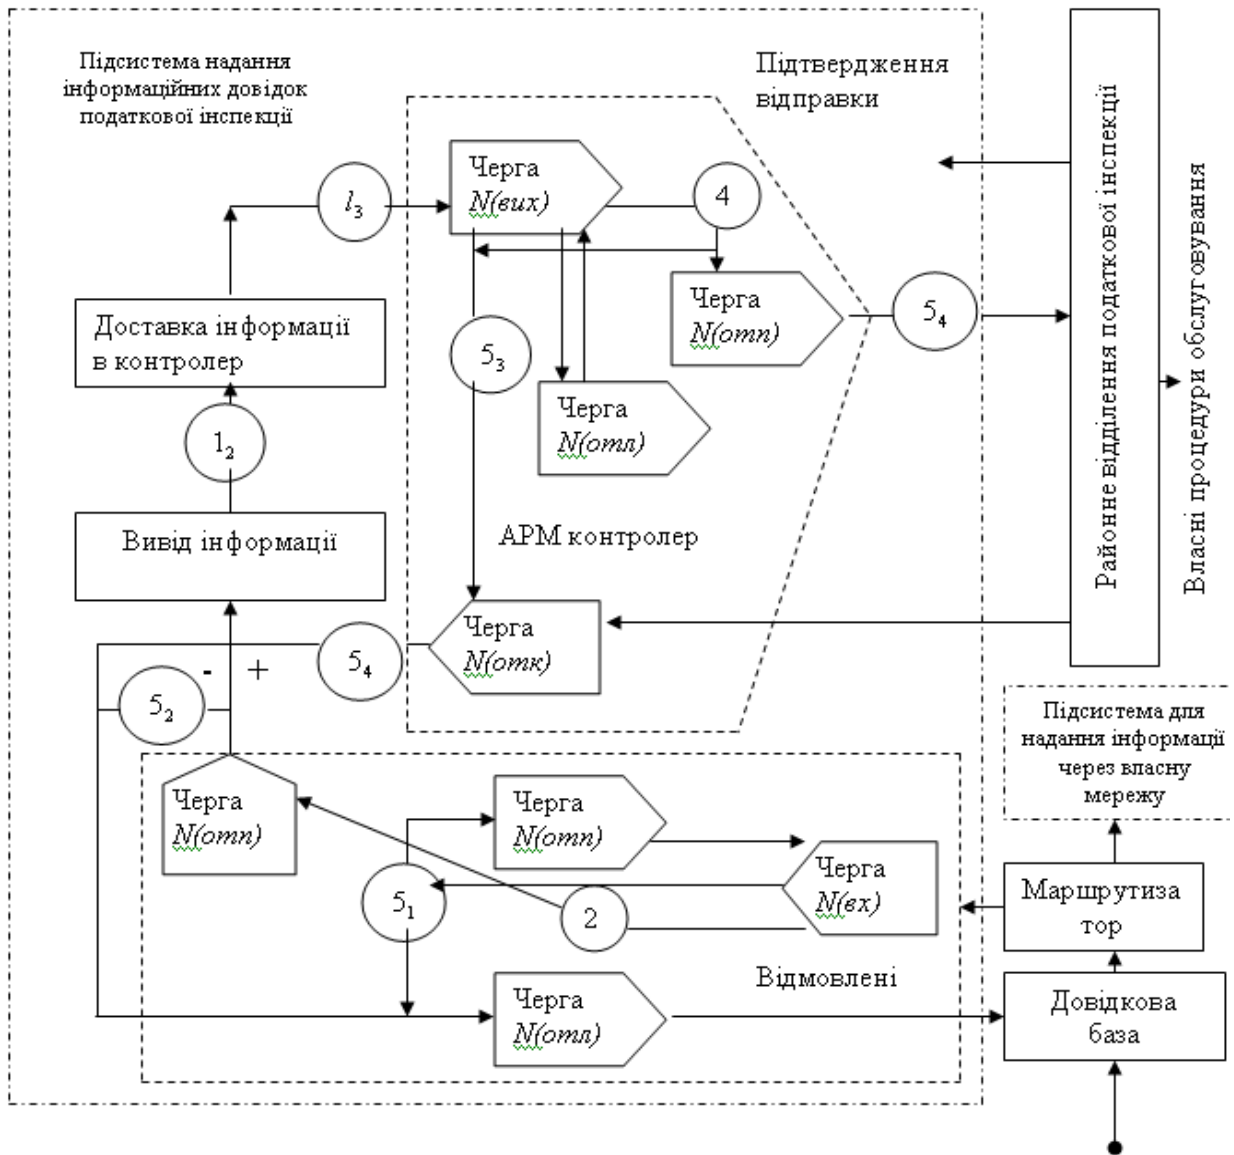 Підсистема надання
інформаційних довідок
податкової інспекції
Підтвердження
відправки
Черга
N(вих)
4
l3
Черга
N(отп)
54
53
Черга
N(отл)
Доставка інформації
в контролер
12
Вивід інформації
АРМ контролер
Черга
N(отк)
54
- +
52
Районне відділення податкової інспекції
Власні процедури обслуговування
Підсистема для
надання інформації
через власну
мережу
Черга
N(отп)
Черга
N(отп)
Черга
N(вх)
51
2
Маршрутиза
тор
Відмовлені
Черга
N(отл)
Довідкова
база